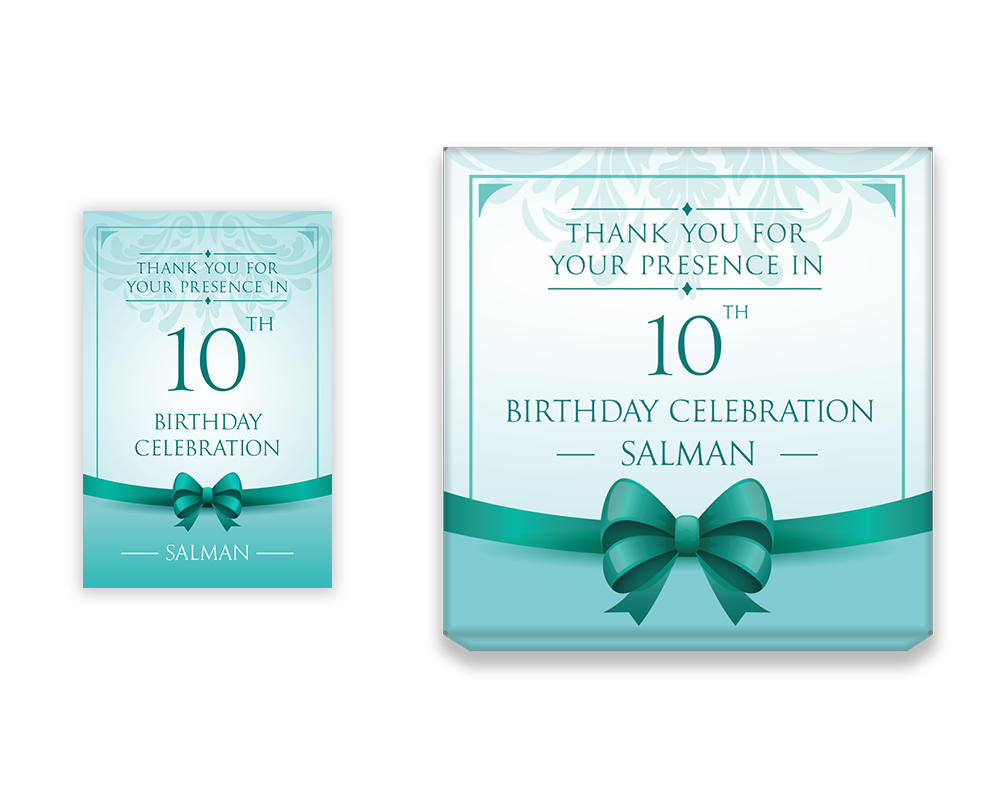 THANK YOU FOR
YOUR PRESENCE IN
10TH
BIRTHDAY
CELEBRATION
SALMAN
THANK YOU FOR
YOUR PRESENCE IN
10TH
BIRTHDAY CELEBRATION
SALMAN